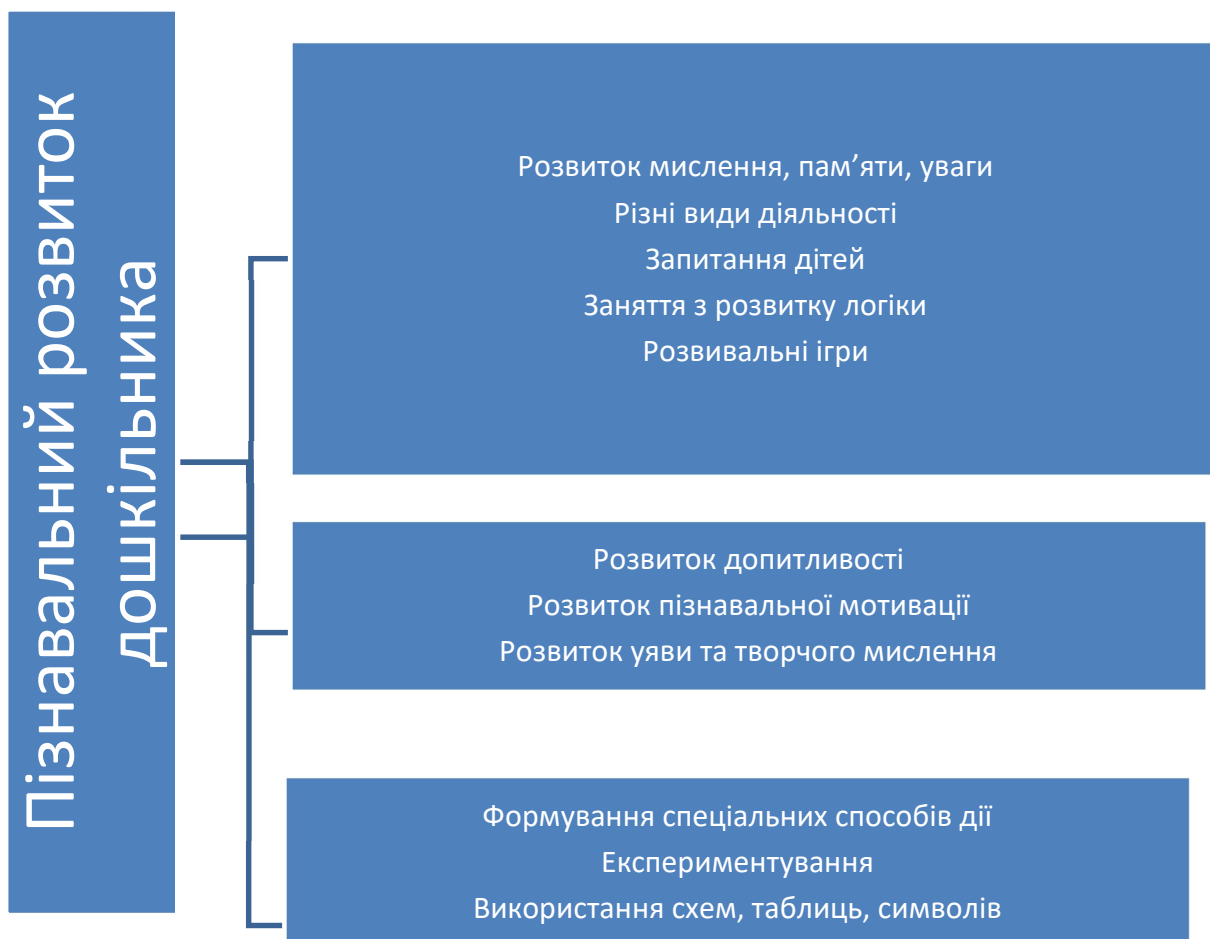 Пізнавальний розвиток
дошкільника
Розвиток мислення, пам’яти, уваги
Різні види діяльності
Запитання дітей
Заняття з розвитку логіки
Розвивальні ігри
Розвиток допитливості
Розвиток пізнавальної мотивації
Розвиток уяви та творчого мислення
Формування спеціальних способів дії
Експериментування
Використання схем, таблиць, символів